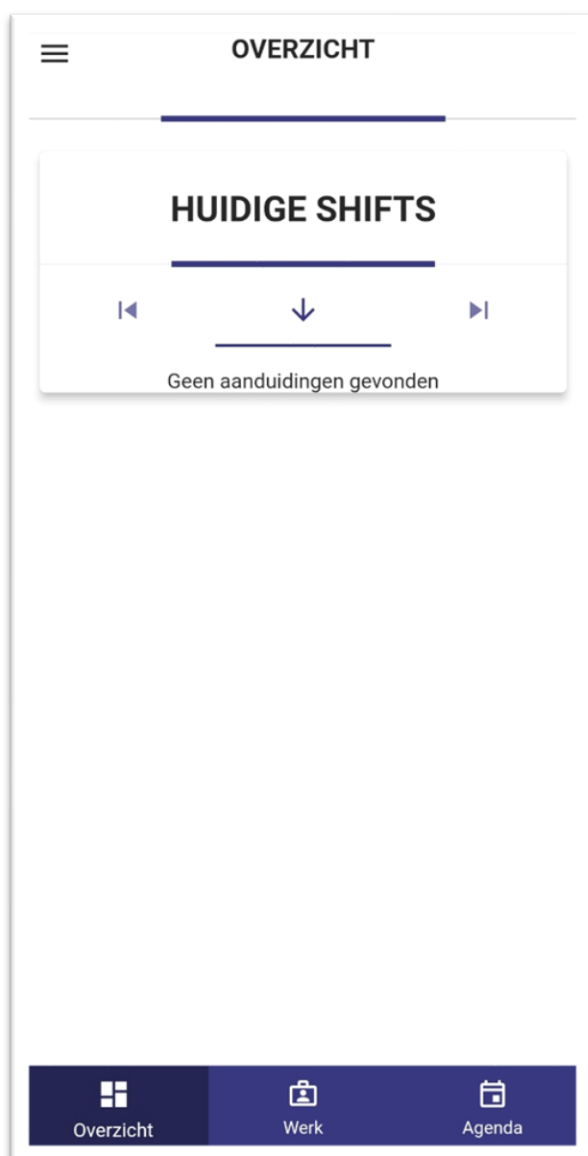 OVERZICHT
HUIDIGE SHIFTS
Geen aanduidingen gevonden
Overzicht
Werk
Agenda